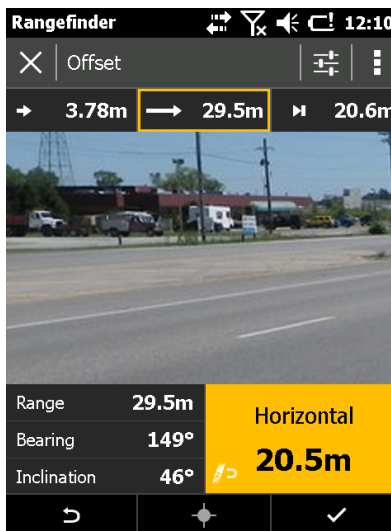 Rangefinder
12:10
Offset
3.78m
29.5m
20.6m
Range 29.5m
Bearing 149°
Inclination 46°
Horizontal
20.5m